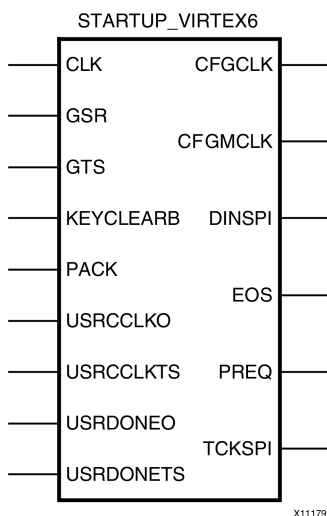 STARTUP_VIRTEX6
CLK CFGCLK
GSR
CFGMCLK
GTS
KEYCLEARB DINSPI
PACK
EOS
USRCCLKO
USRCCLKTS PREQ
USRDONEO
TCKSPI
USRDONETS
X11179